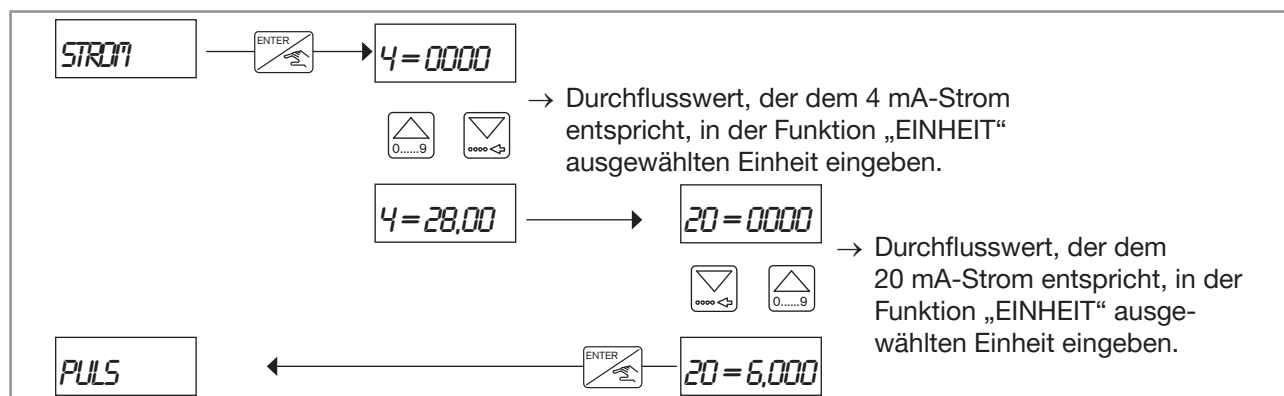 STROM
ENTER
4=0000
→ Durchflusswert, der dem 4 mA-Strom
entspricht, in der Funktion „EINHEIT“
ausgewählten Einheit eingeben.
0......9
4=28,00
20=0000
→ Durchflusswert, der dem
20 mA-Strom entspricht, in der
Funktion „EINHEIT“ ausge-
wählten Einheit eingeben.
0......9
PULS
ENTER
20=6,000